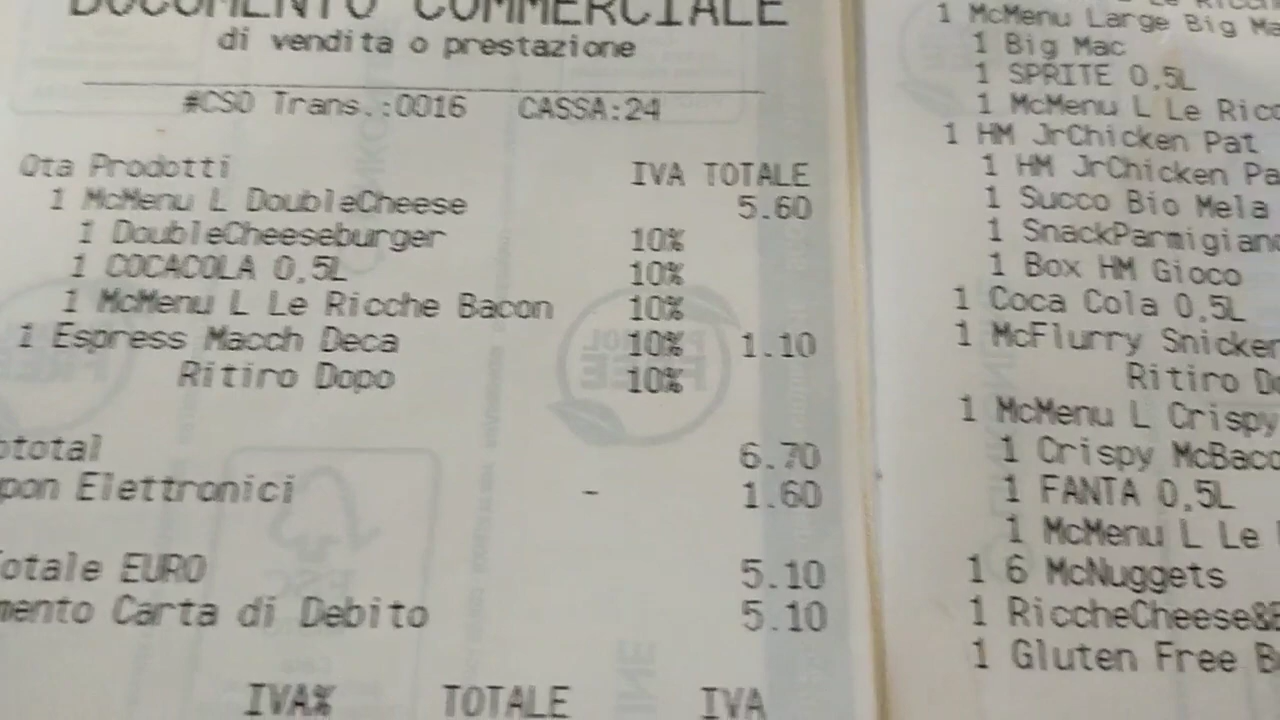 DOCUMENTO COMMERCIALE
di vendita o prestazione
#CSO Trans.:0016 CASSA:24
Qta Prodotti IVA TOTALE
1 McMenu L DoubleCheese 5.60
1 DoubleCheeseburger 10%
1 COCACOLA 0,5L 10%
1 McMenu L Le Ricche Bacon 10%
1 Espress Macch Deca 10% 1.10
Ritiro Dopo 10%
ototal 6.70
pon Elettronici - 1.60
otale EURO 5.10
mento Carta di Debito 5.10
IVA% TOTALE IVA
1 McMenu Large Big Ma
1 Big Mac
1 SPRITE 0,5L
1 McMenu L Le Ricc
1 HM JrChicken Pat
1 HM JrChicken Pa
1 Succo Bio Mela
1 SnackParmigiano
1 Box HM Gioco
1 Coca Cola 0,5L
1 McFlurry Snicker
Ritiro Do
1 McMenu L Crispy
1 Crispy McBaco
1 FANTA 0,5L
1 McMenu L Le
1 6 McNuggets
1 RiccheCheese&B
1 Gluten Free B